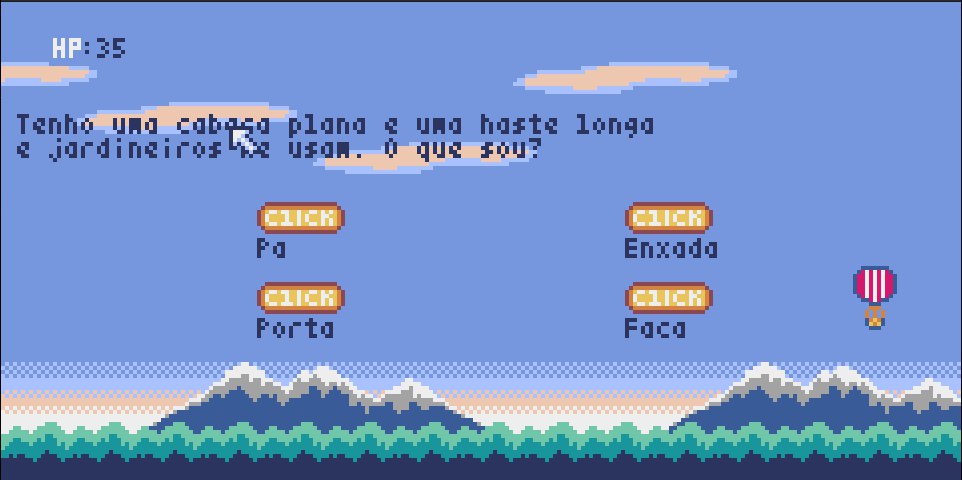 HP:35
Tenho uma cabeça plana e uma haste longa
e jardineiros me usam. O que sou?
CLICK CLICK
Pa Enxada
CLICK CLICK
Porta Faca